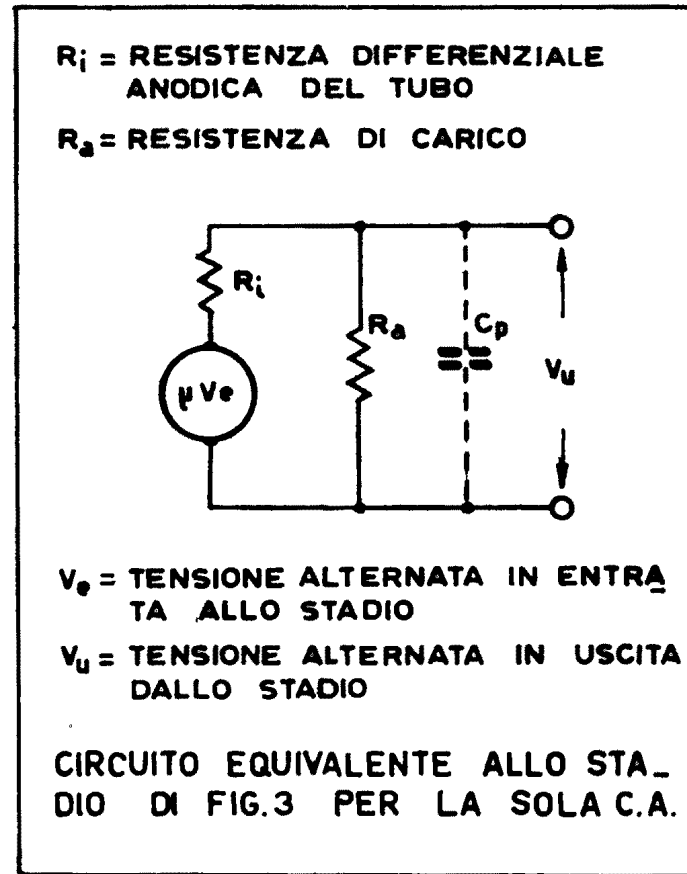 Ri = RESISTENZA DIFFERENZIALE
ANODICA DEL TUBO
Ra = RESISTENZA DI CARICO
Ri
Ra
Cp
μVe
Vu
Ve = TENSIONE ALTERNATA IN ENTRA
TA ALLO STADIO
Vu = TENSIONE ALTERNATA IN USCITA
DALLO STADIO
CIRCUITO EQUIVALENTE ALLO STA_
DIO DI FIG.3 PER LA SOLA C.A.